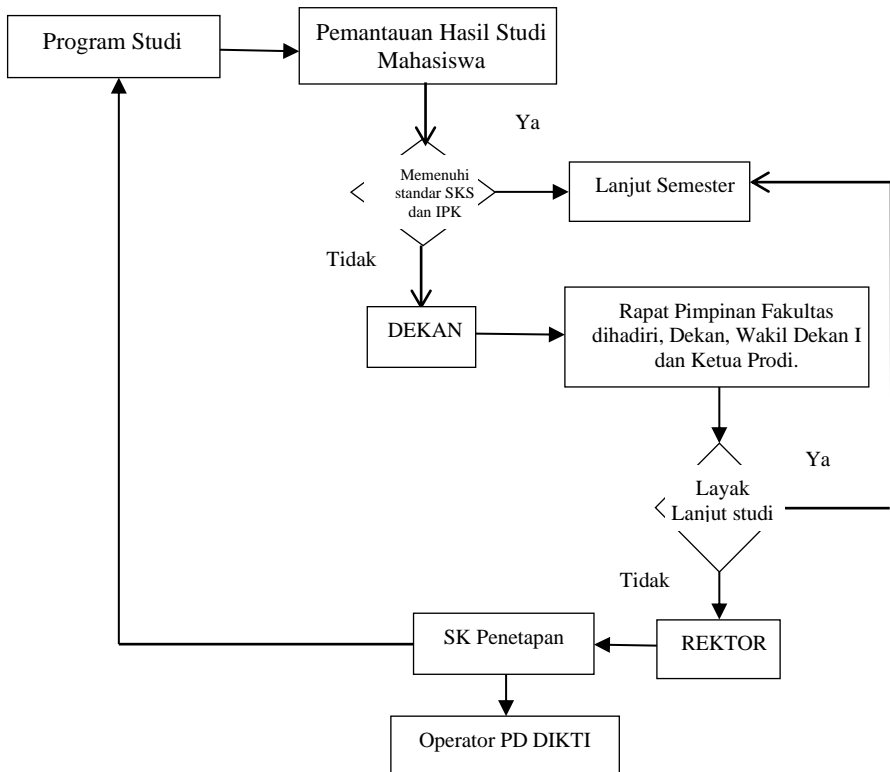 Program Studi
Pemantauan Hasil Studi
Mahasiswa
Ya
Memenuhi
standar SKS
dan IPK
Lanjut Semester
Tidak
DEKAN
Rapat Pimpinan Fakultas
dihadiri, Dekan, Wakil Dekan I
dan Ketua Prodi.
Ya
Layak
Lanjut studi
Tidak
SK Penetapan
REKTOR
Operator PD DIKTI